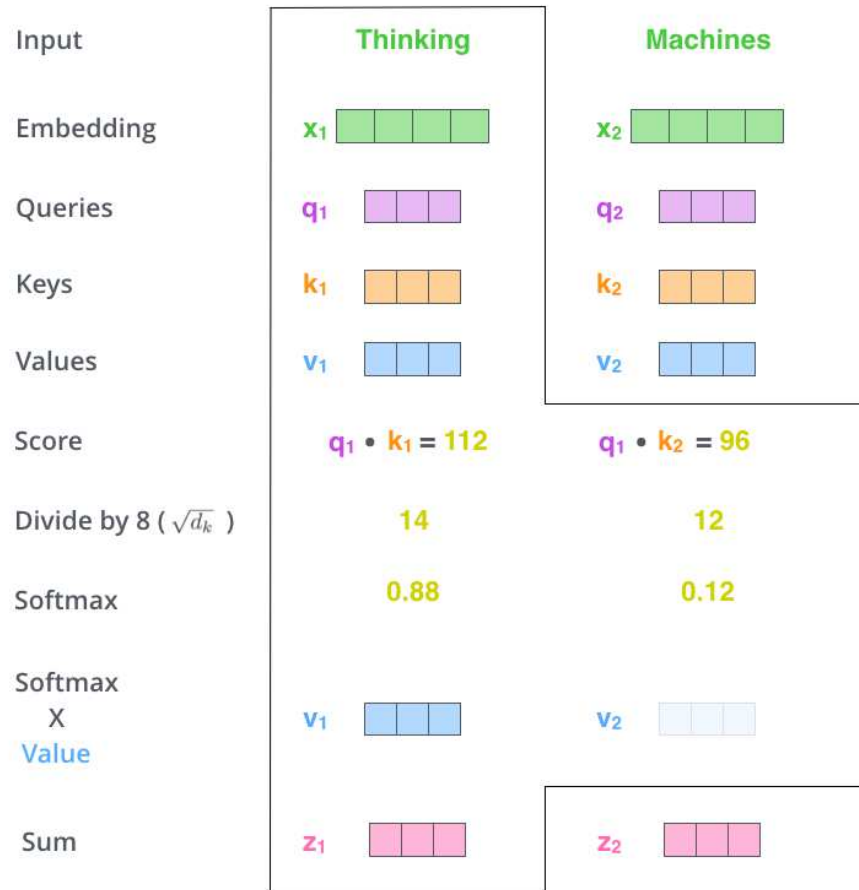 Input Thinking Machines
Embedding x₁ x₂
Queries q₁ q₂
Keys k₁ k₂
Values v₁ v₂
Score q₁ • k₁ = 112 q₁ • k₂ = 96
Divide by 8 ( √dₖ ) 14 12
Softmax 0.88 0.12
Softmax
X v₁ v₂
Value
Sum z₁ z₂